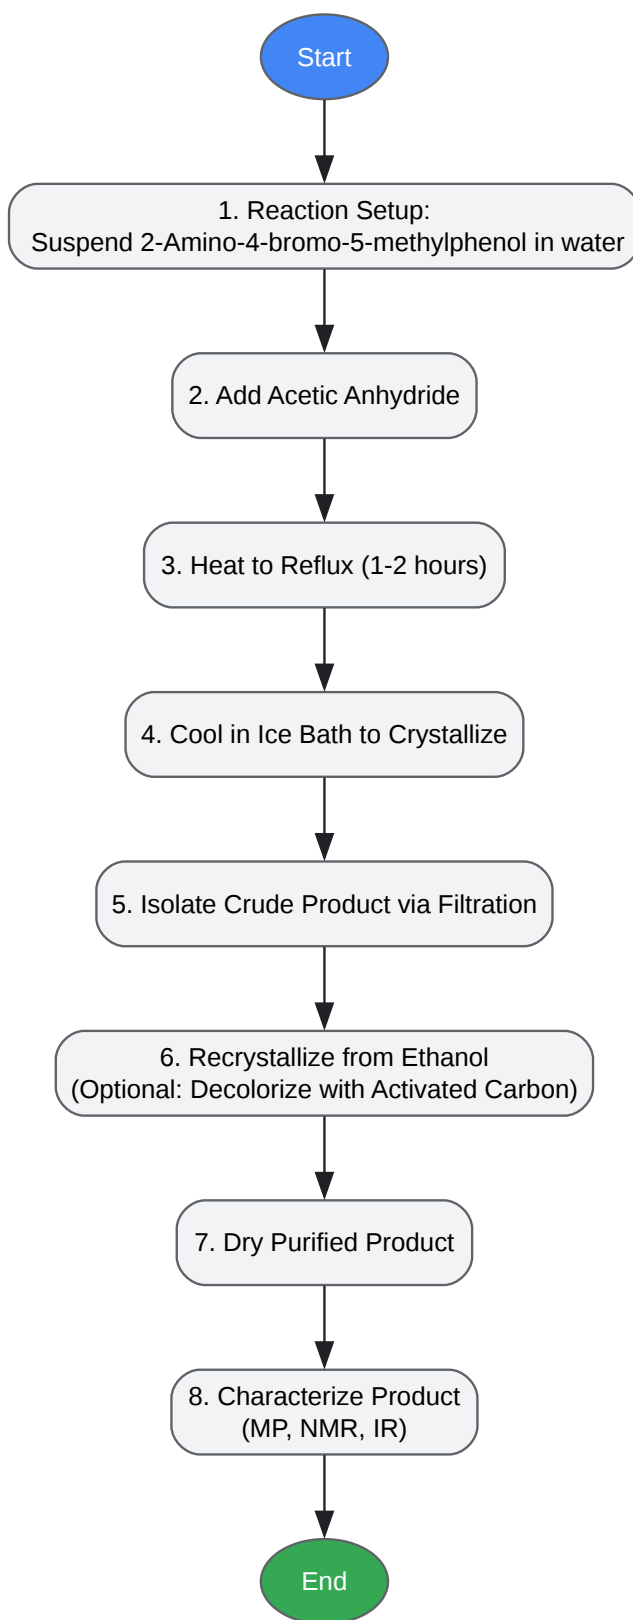 Start
1. Reaction Setup:
Suspend 2-Amino-4-bromo-5-methylphenol in water
2. Add Acetic Anhydride
3. Heat to Reflux (1-2 hours)
4. Cool in Ice Bath to Crystallize
5. Isolate Crude Product via Filtration
6. Recrystallize from Ethanol
(Optional: Decolorize with Activated Carbon)
7. Dry Purified Product
8. Characterize Product
(MP, NMR, IR)
End